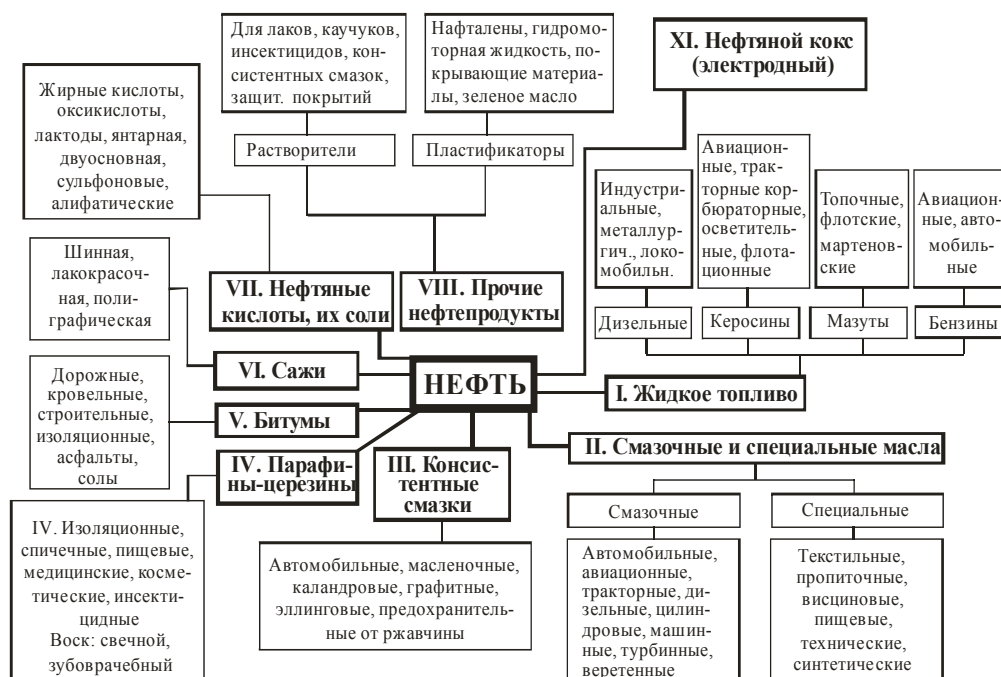 Для лаков, каучуков,
инсектицидов, кон-
систентных смазок,
защит. покрытий
Нафталены, гидромо-
торная жидкость, по-
крывающие материа-
лы, зеленое масло
XI. Нефтяной кокс
(электродный)
Жирные кислоты,
оксикислоты,
лактоды, янтарная,
двуосновная,
сульфоновые,
алифатические
Растворители
Пластификаторы
Индустри-
альные,
металлур-
гич., локо-
мобильн.
Авиацион-
ные, трак-
торные кор-
бюраторные,
осветитель-
ные, флота-
ционные
Топочные,
флотские,
мартенов-
ские
Авиацион-
ные, авто-
мобиль-
ные
Шинная,
лакокрасоч-
ная, поли-
графическая
VII. Нефтяные
кислоты, их соли
VIII. Прочие
нефтепродукты
Дизельные
Керосины
Мазуты
Бензины
VI. Сажи
НЕФТЬ
I. Жидкое топливо
Дорожные,
кровельные,
строительные,
изоляционные,
асфальты,
солы
V. Битумы
IV. Парафи-
ны-церезины
III. Консис-
тентные
смазки
II. Смазочные и специальные масла
Смазочные
Специальные
IV. Изоляционные,
спичечные, пищевые,
медицинские, косме-
тические, инсекти-
цидные
Воск: свечной,
зубоврачебный
Автомобильные, масленочные,
каландровые, графитные,
эллинговые, предохранитель-
ные от ржавчины
Автомобильные,
авиационные,
тракторные, ди-
зельные, цилин-
дровые, машин-
ные, турбинные,
веретенные
Текстильные,
пропиточные,
висциновые,
пищевые,
технические,
синтетические